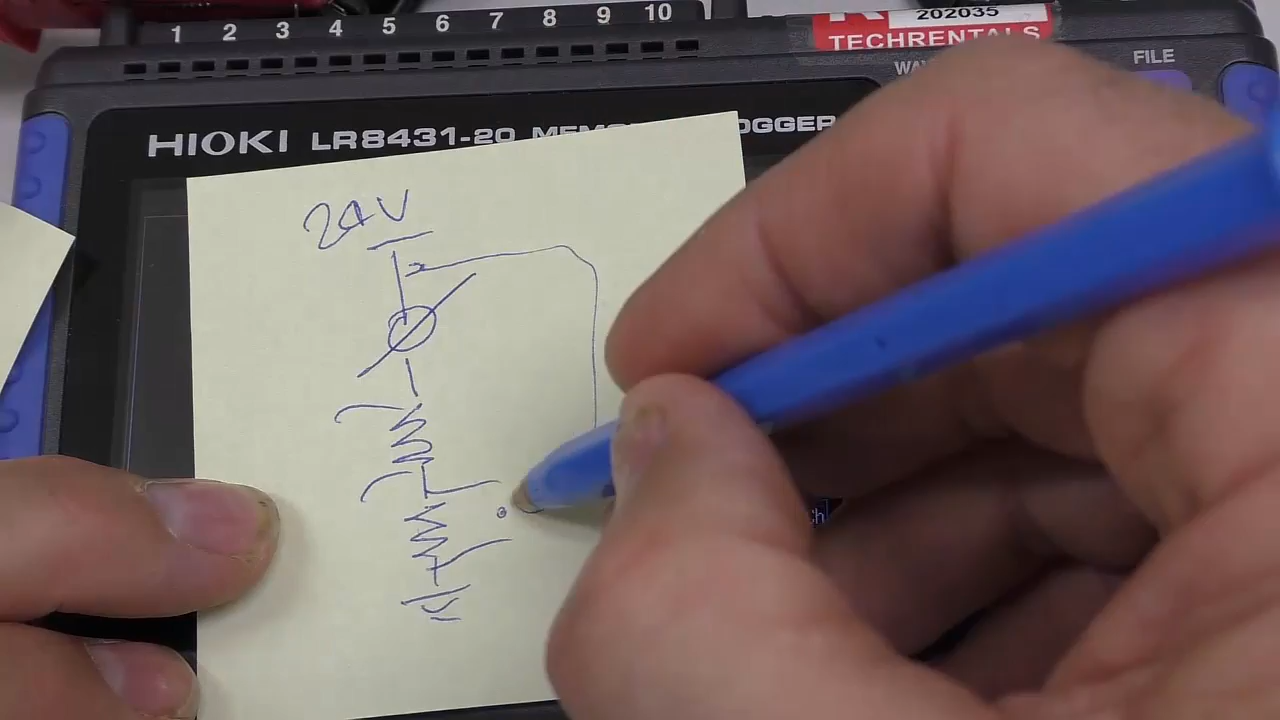 1 2 3 4 5 6 7 8 9 10
202035
TECHRENTALS
FILE
HIOKI LR8431-20
24V